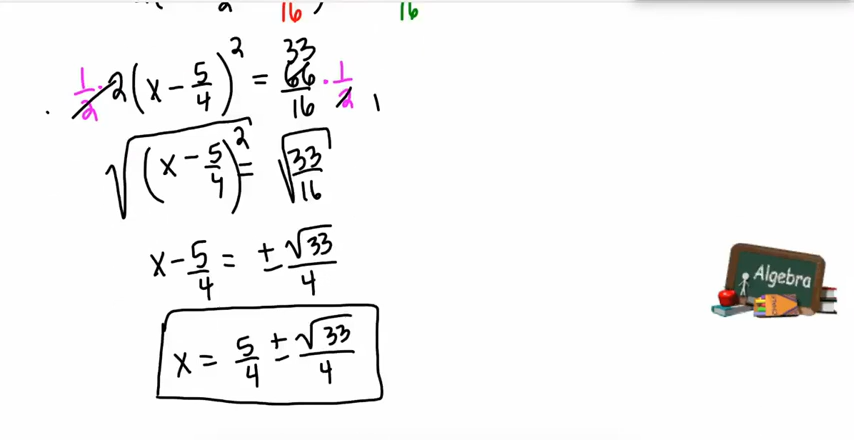 16 16
1/2 · 2(x − 5/4)² = 33 66/16 · 1/2
√(x − 5/4)² = √33/16
x − 5/4 = ± √33/4
x = 5/4 ± √33/4
Algebra